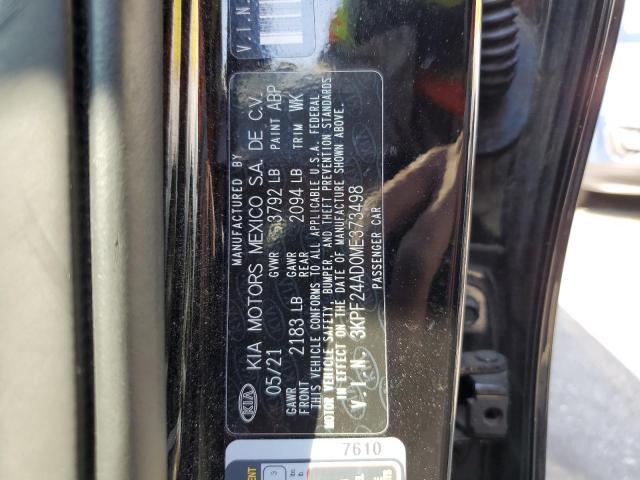 V.I.N
MANUFACTURED BY
KIA KIA MOTORS MEXICO S.A. DE C.V.
05/21 GVWR 3792 LB PAINT ABP
GAWR FRONT 2183 LB GAWR REAR 2094 LB TRIM WK
THIS VEHICLE CONFORMS TO ALL APPLICABLE U.S.A. FEDERAL
MOTOR VEHICLE SAFETY, BUMPER, AND THEFT PREVENTION STANDARDS
IN EFFECT ON THE DATE OF MANUFACTURE SHOWN ABOVE.
V.I.N. 3KPF24AD0ME373498
PASSENGER CAR
7610